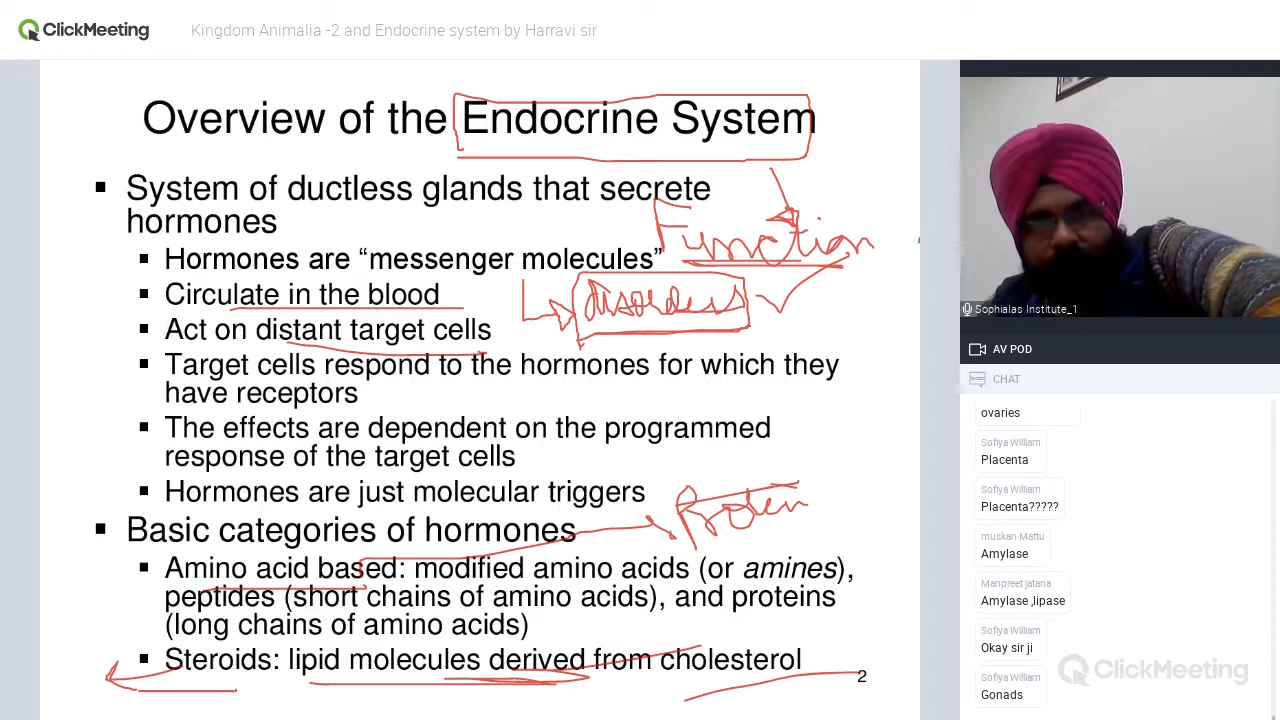 ClickMeeting
Kingdom Animalia -2 and Endocrine system by Harravi sir
Overview of the Endocrine System
▪ System of ductless glands that secrete
hormones
▪ Hormones are “messenger molecules”
▪ Circulate in the blood
▪ Act on distant target cells
▪ Target cells respond to the hormones for which they
have receptors
▪ The effects are dependent on the programmed
response of the target cells
▪ Hormones are just molecular triggers
▪ Basic categories of hormones
▪ Amino acid based: modified amino acids (or amines),
peptides (short chains of amino acids), and proteins
(long chains of amino acids)
▪ Steroids: lipid molecules derived from cholesterol
2
Function
disorders
Protein
Sophialas Institute_1
AV POD
CHAT
ovaries
Sofiya William
Placenta
Sofiya William
Placenta?????
muskan Mattu
Amylase
Manpreet jatana
Amylase ,lipase
Sofiya William
Okay sir ji
Sofiya William
Gonads
ClickMeeting